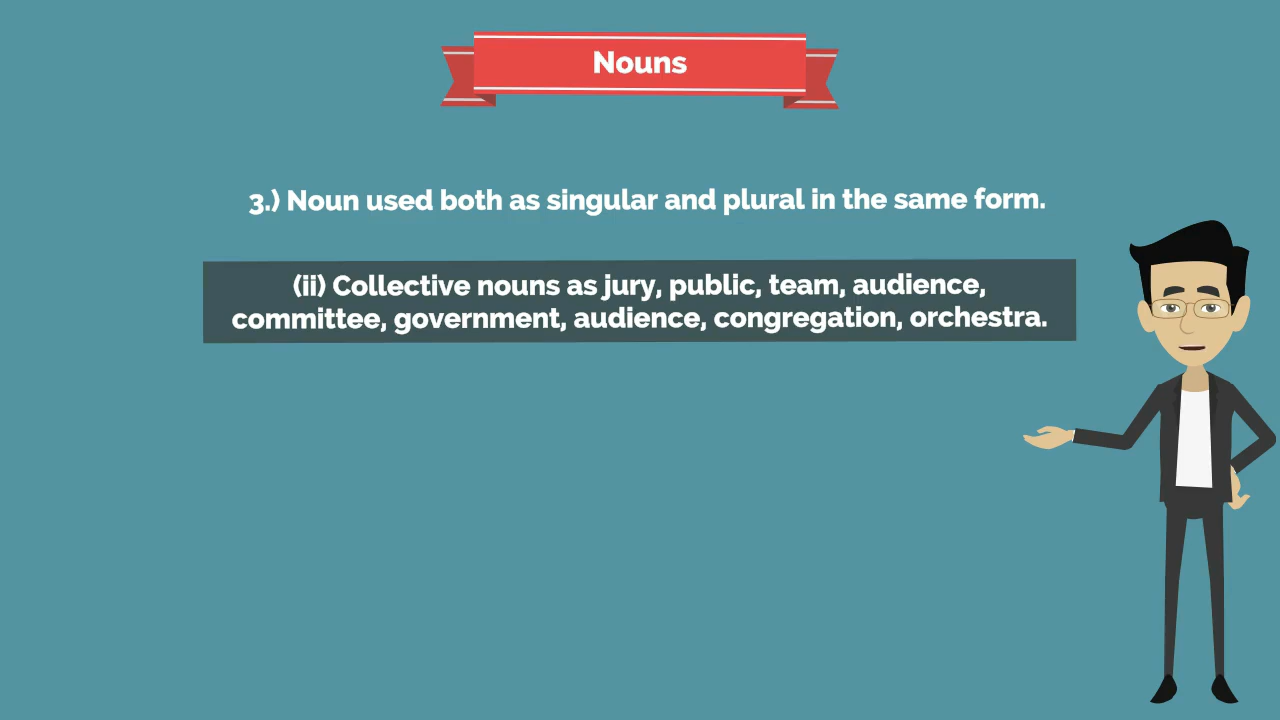 Nouns
3.) Noun used both as singular and plural in the same form.
(ii) Collective nouns as jury, public, team, audience,
committee, government, audience, congregation, orchestra.